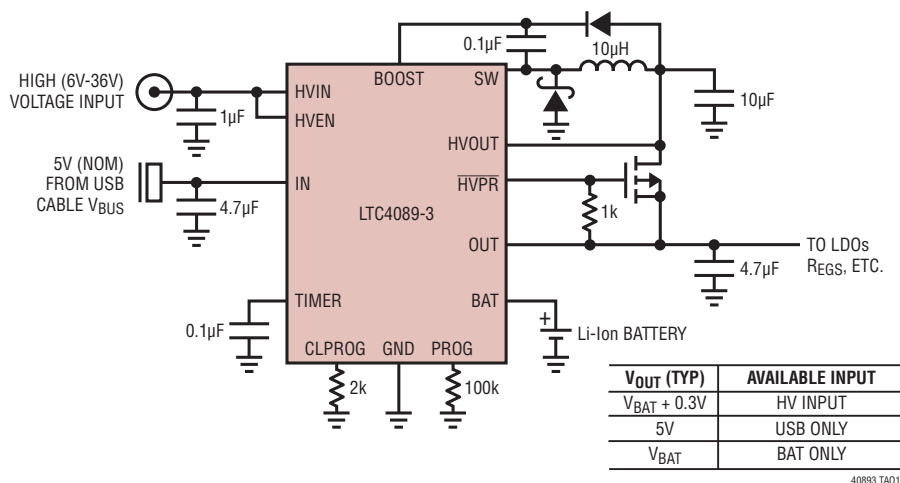 0.1µF
10µH
BOOST
SW
HIGH (6V-36V)
VOLTAGE INPUT
HVIN
1µF
HVEN
10µF
HVOUT
5V (NOM)
FROM USB
CABLE VBUS
IN
HVPR
4.7µF
LTC4089-3
1k
OUT
TO LDOs
REGS, ETC.
4.7µF
TIMER
BAT
0.1µF
+
Li-Ion BATTERY
CLPROG
GND
PROG
2k
100k
VOUT (TYP) AVAILABLE INPUT
VBAT + 0.3V HV INPUT
5V USB ONLY
VBAT BAT ONLY
40893 TA01